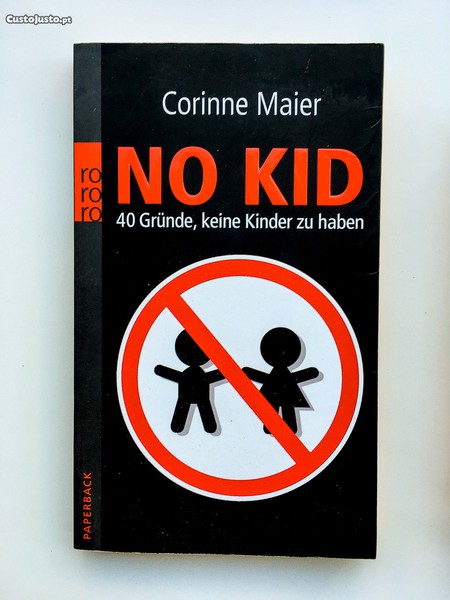 CustoJusto.pt
Corinne Maier
ro
ro
ro
NO KID
40 Gründe, keine Kinder zu haben
PAPERBACK